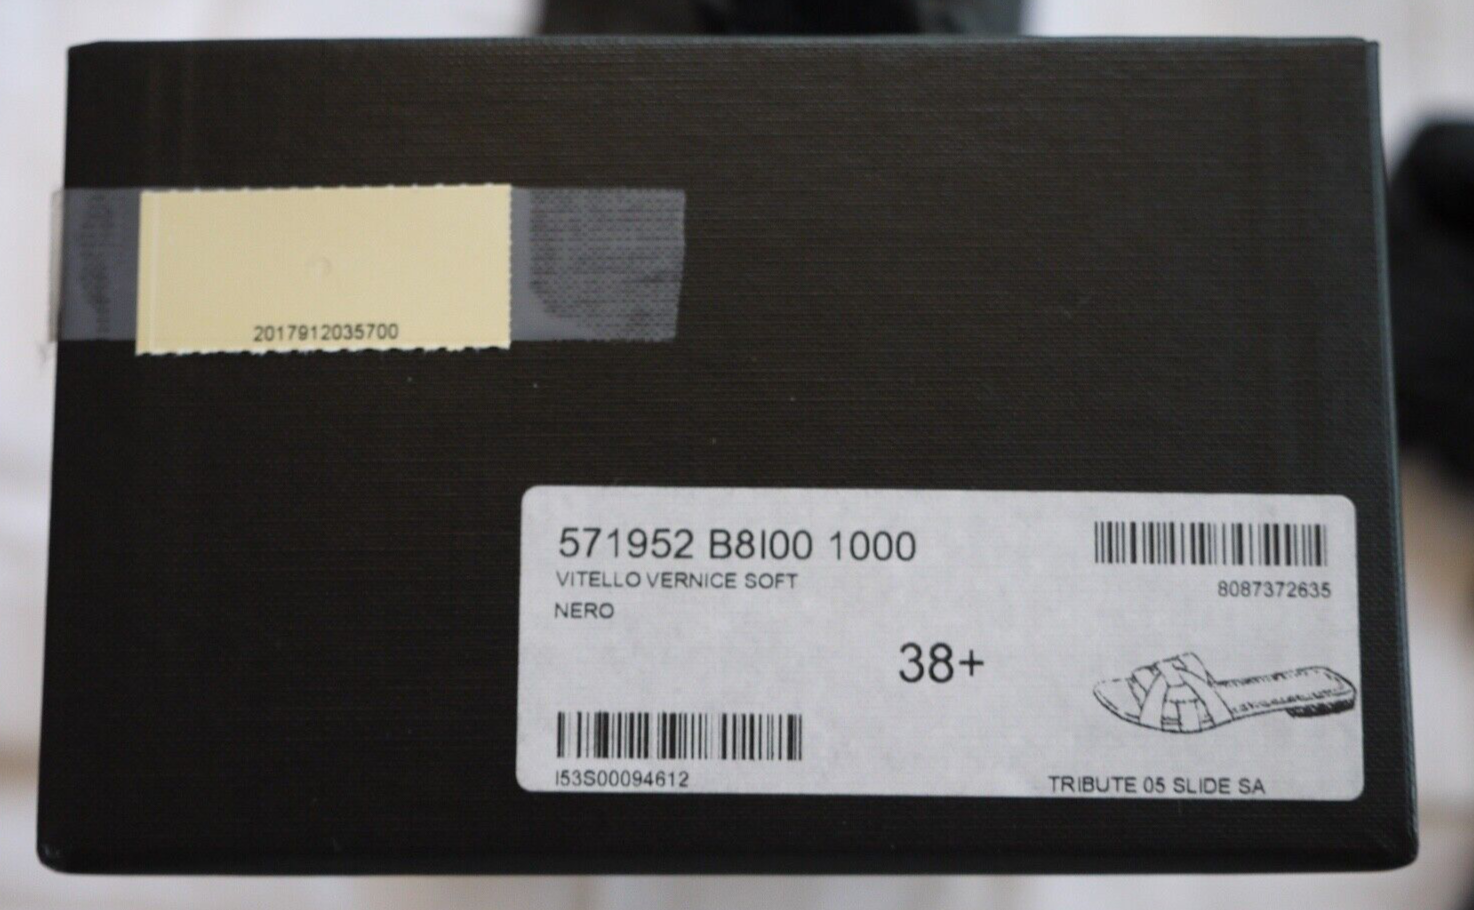 2017912035700
571952 B8I00 1000
VITELLO VERNICE SOFT
NERO
8087372635
38+
I53S00094612
TRIBUTE 05 SLIDE SA